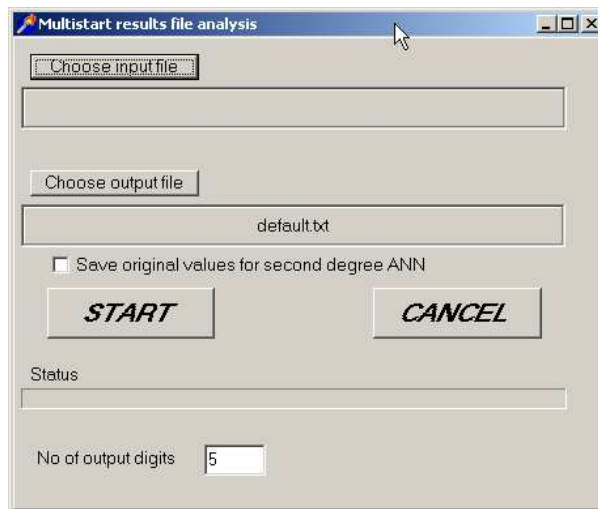 Multistart results file analysis
Choose input file
Choose output file
default.txt
Save original values for second degree ANN
START CANCEL
Status
No of output digits 5